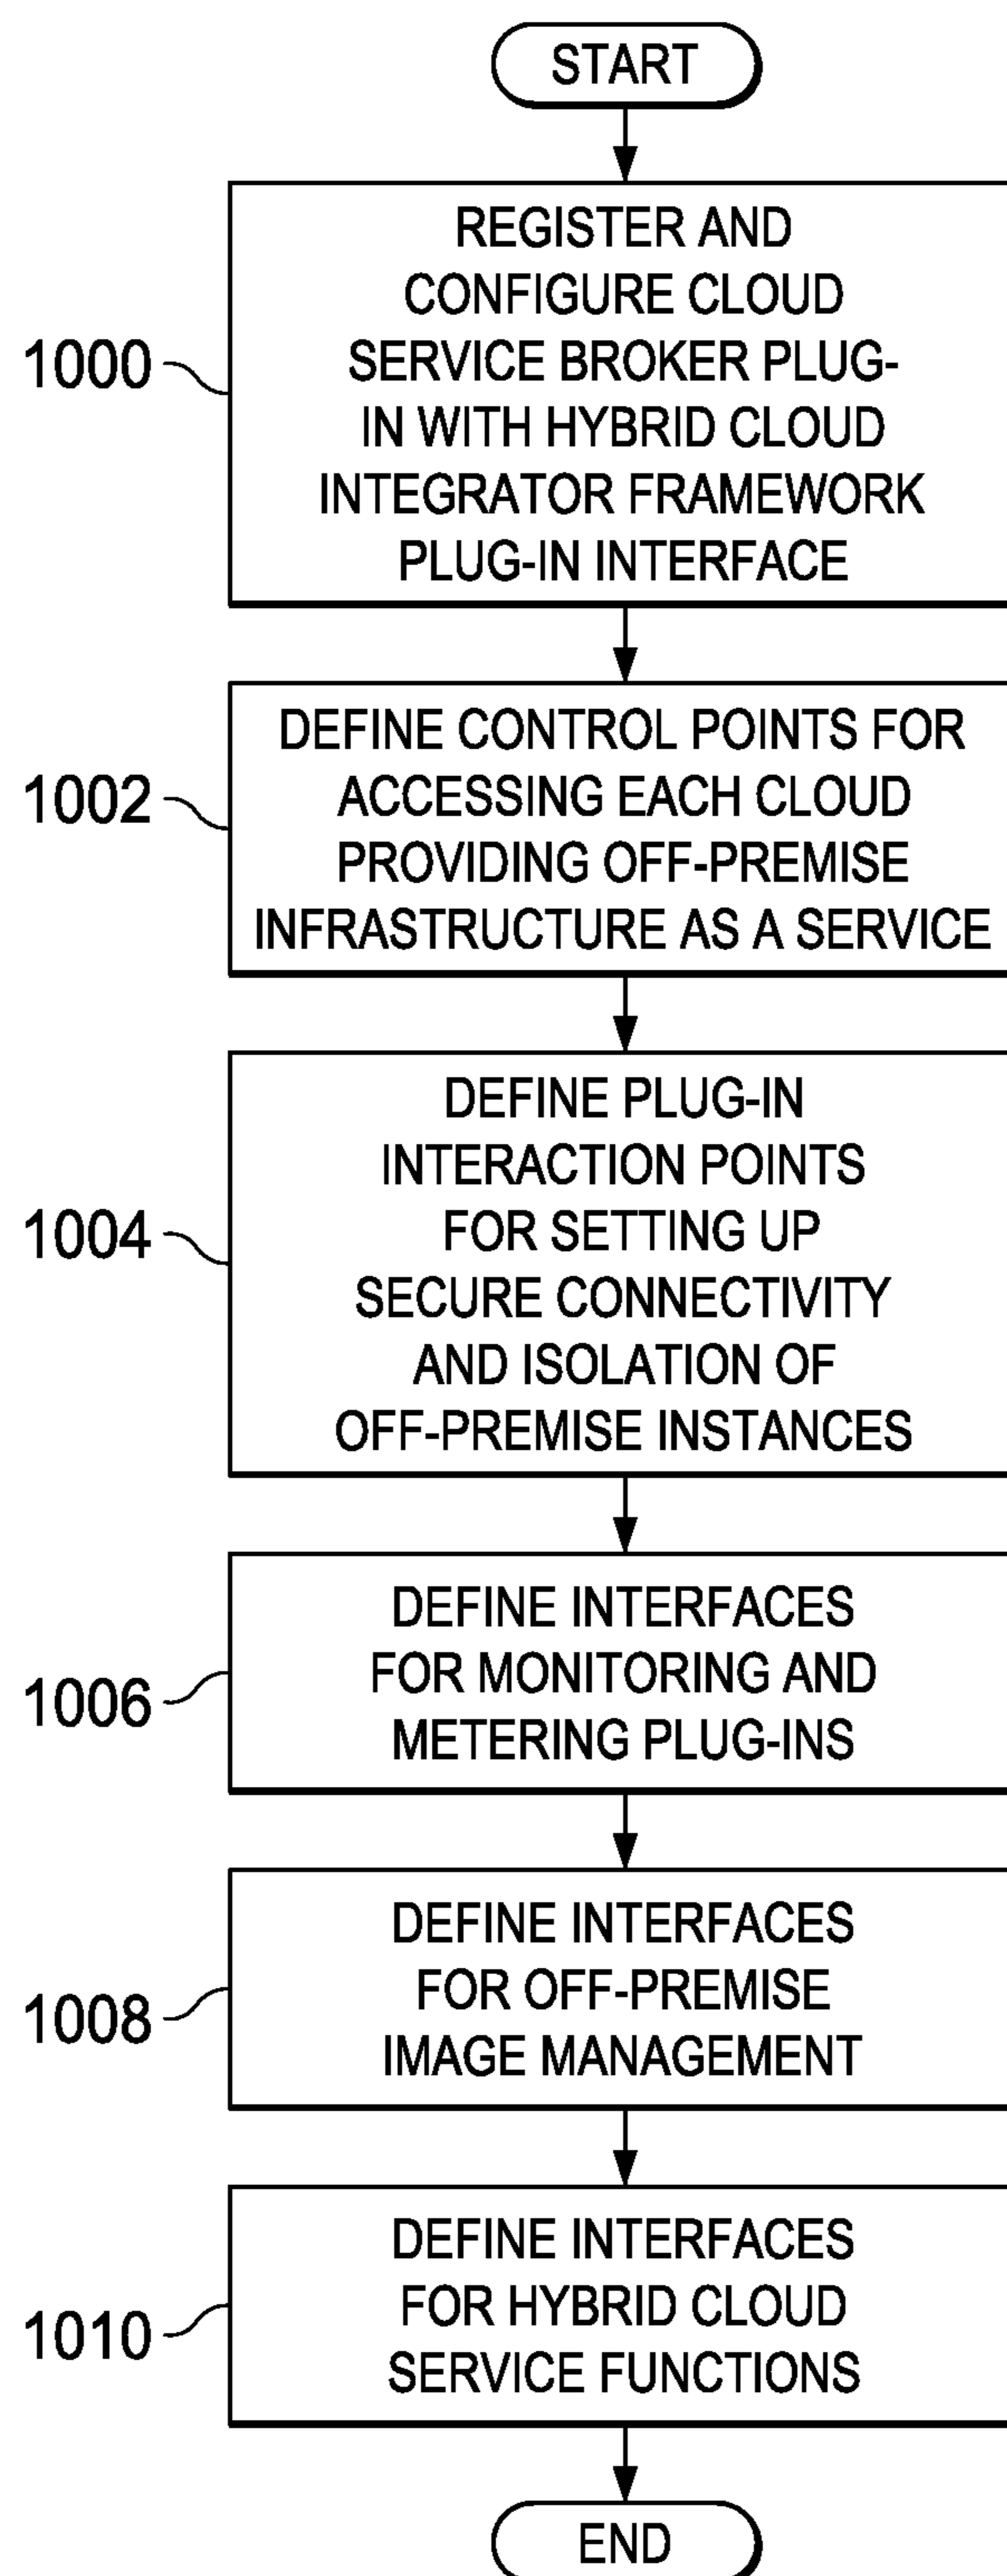 START
REGISTER AND
CONFIGURE CLOUD
SERVICE BROKER PLUG-
IN WITH HYBRID CLOUD
INTEGRATOR FRAMEWORK
PLUG-IN INTERFACE
1000
DEFINE CONTROL POINTS FOR
ACCESSING EACH CLOUD
PROVIDING OFF-PREMISE
INFRASTRUCTURE AS A SERVICE
1002
DEFINE PLUG-IN
INTERACTION POINTS
FOR SETTING UP
SECURE CONNECTIVITY
AND ISOLATION OF
OFF-PREMISE INSTANCES
1004
DEFINE INTERFACES
FOR MONITORING AND
METERING PLUG-INS
1006
DEFINE INTERFACES
FOR OFF-PREMISE
IMAGE MANAGEMENT
1008
DEFINE INTERFACES
FOR HYBRID CLOUD
SERVICE FUNCTIONS
1010
END